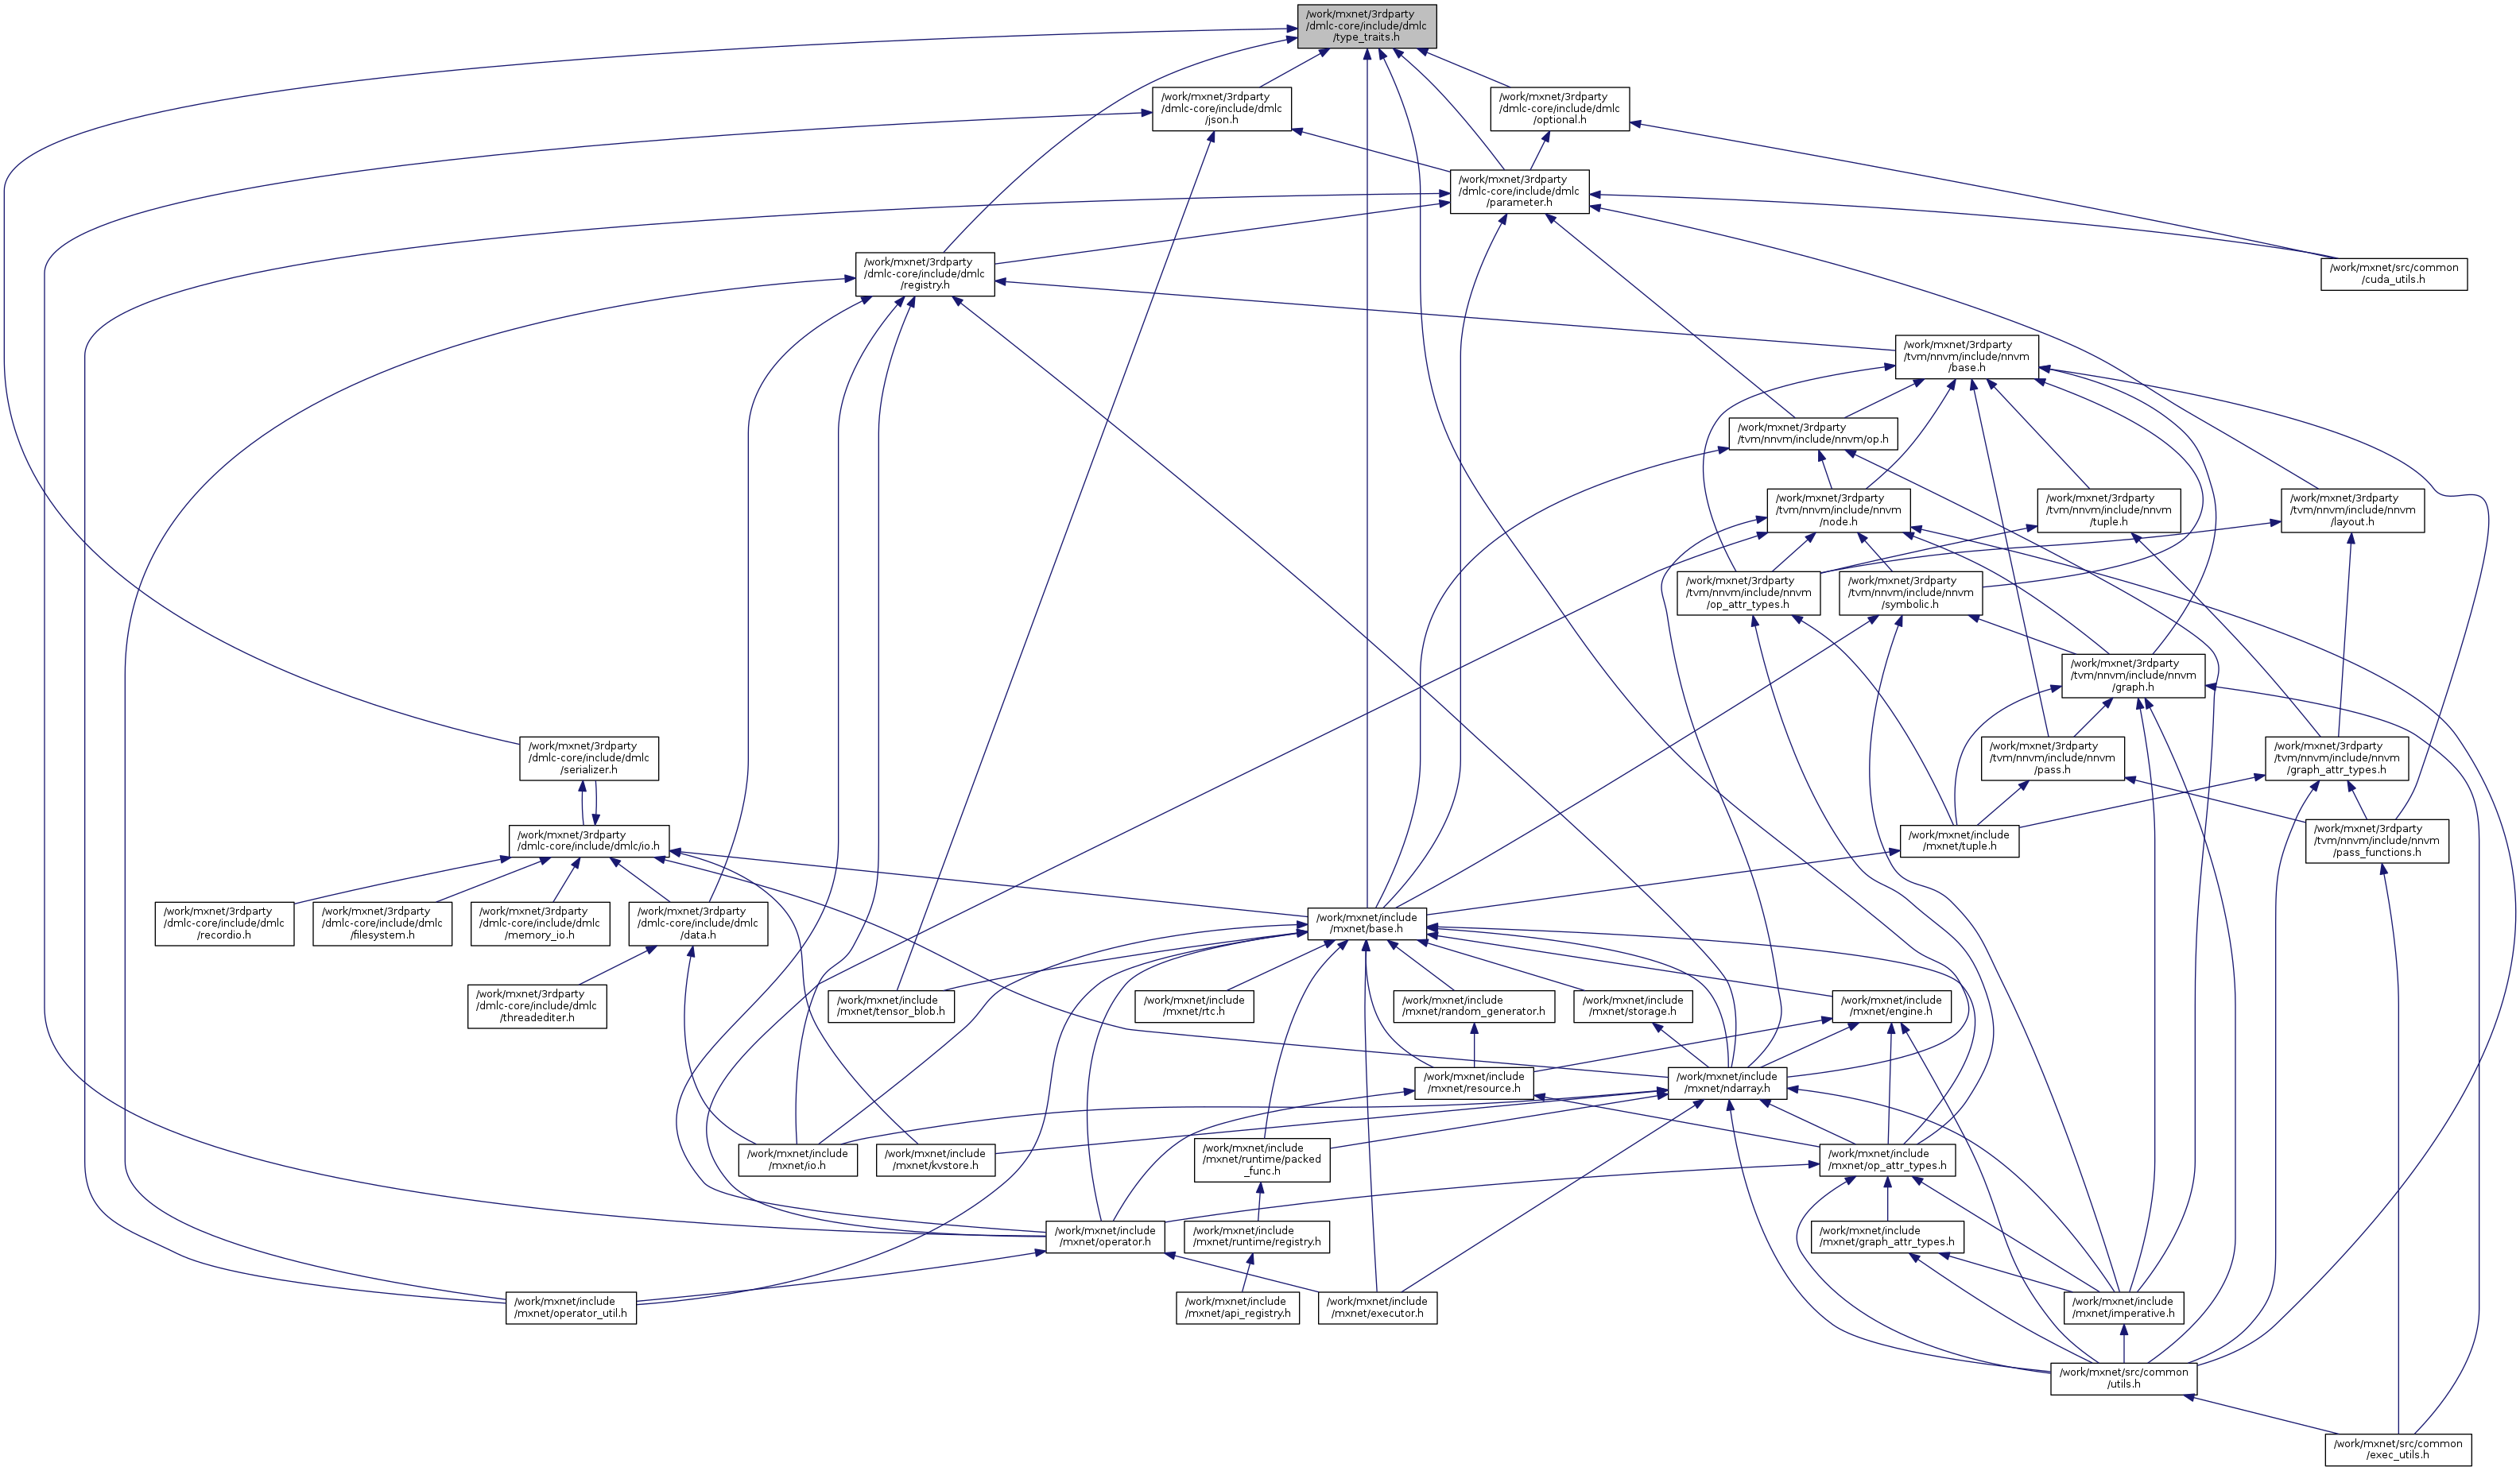 /work/mxnet/3rdparty
/dmlc-core/include/dmlc
/type_traits.h
/work/mxnet/3rdparty
/dmlc-core/include/dmlc
/json.h
/work/mxnet/3rdparty
/dmlc-core/include/dmlc
/optional.h
/work/mxnet/3rdparty
/dmlc-core/include/dmlc
/parameter.h
/work/mxnet/3rdparty
/dmlc-core/include/dmlc
/registry.h
/work/mxnet/src/common
/cuda_utils.h
/work/mxnet/3rdparty
/tvm/nnvm/include/nnvm
/base.h
/work/mxnet/3rdparty
/tvm/nnvm/include/nnvm/op.h
/work/mxnet/3rdparty
/tvm/nnvm/include/nnvm
/node.h
/work/mxnet/3rdparty
/tvm/nnvm/include/nnvm
/tuple.h
/work/mxnet/3rdparty
/tvm/nnvm/include/nnvm
/layout.h
/work/mxnet/3rdparty
/tvm/nnvm/include/nnvm
/op_attr_types.h
/work/mxnet/3rdparty
/tvm/nnvm/include/nnvm
/symbolic.h
/work/mxnet/3rdparty
/tvm/nnvm/include/nnvm
/graph.h
/work/mxnet/3rdparty
/dmlc-core/include/dmlc
/serializer.h
/work/mxnet/3rdparty
/tvm/nnvm/include/nnvm
/pass.h
/work/mxnet/3rdparty
/tvm/nnvm/include/nnvm
/graph_attr_types.h
/work/mxnet/3rdparty
/dmlc-core/include/dmlc/io.h
/work/mxnet/include
/mxnet/tuple.h
/work/mxnet/3rdparty
/tvm/nnvm/include/nnvm
/pass_functions.h
/work/mxnet/3rdparty
/dmlc-core/include/dmlc
/recordio.h
/work/mxnet/3rdparty
/dmlc-core/include/dmlc
/filesystem.h
/work/mxnet/3rdparty
/dmlc-core/include/dmlc
/memory_io.h
/work/mxnet/3rdparty
/dmlc-core/include/dmlc
/data.h
/work/mxnet/include
/mxnet/base.h
/work/mxnet/3rdparty
/dmlc-core/include/dmlc
/threadediter.h
/work/mxnet/include
/mxnet/tensor_blob.h
/work/mxnet/include
/mxnet/rtc.h
/work/mxnet/include
/mxnet/random_generator.h
/work/mxnet/include
/mxnet/storage.h
/work/mxnet/include
/mxnet/engine.h
/work/mxnet/include
/mxnet/resource.h
/work/mxnet/include
/mxnet/ndarray.h
/work/mxnet/include
/mxnet/io.h
/work/mxnet/include
/mxnet/kvstore.h
/work/mxnet/include
/mxnet/runtime/packed
_func.h
/work/mxnet/include
/mxnet/op_attr_types.h
/work/mxnet/include
/mxnet/operator.h
/work/mxnet/include
/mxnet/runtime/registry.h
/work/mxnet/include
/mxnet/graph_attr_types.h
/work/mxnet/include
/mxnet/operator_util.h
/work/mxnet/include
/mxnet/api_registry.h
/work/mxnet/include
/mxnet/executor.h
/work/mxnet/include
/mxnet/imperative.h
/work/mxnet/src/common
/utils.h
/work/mxnet/src/common
/exec_utils.h